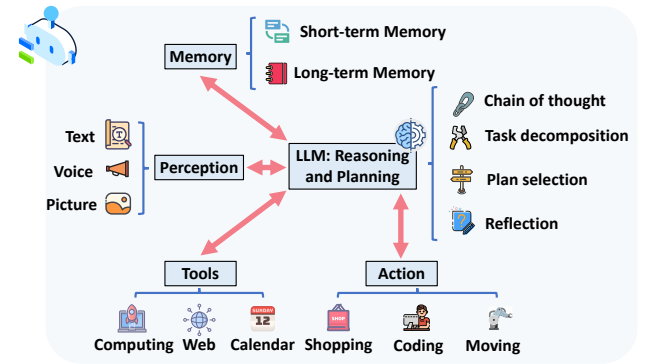 Memory
Short-term Memory
Long-term Memory
Text
Voice
Picture
Perception
LLM: Reasoning
and Planning
Chain of thought
Task decomposition
Plan selection
Reflection
Tools
Action
SUNDAY
12
SHOP
Computing
Web
Calendar
Shopping
Coding
Moving